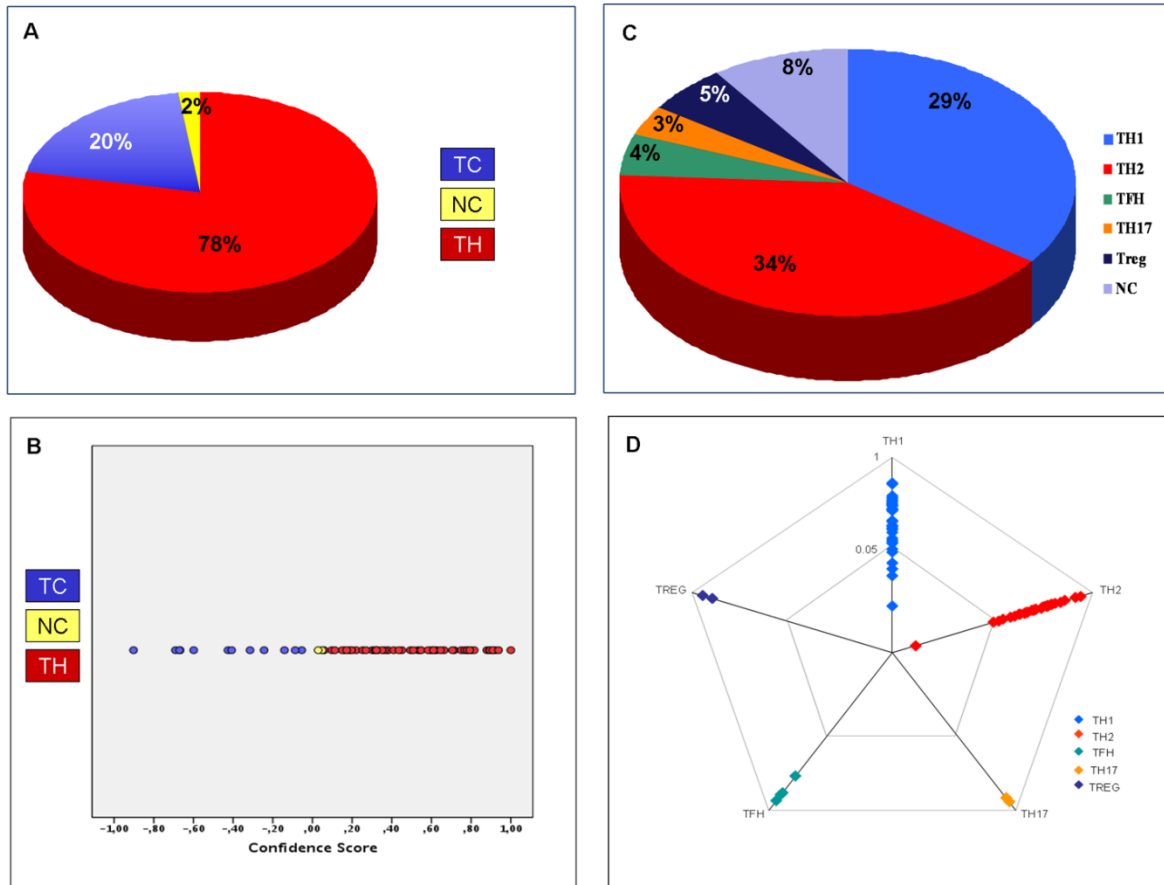 A
2%
20%
78%
TC
NC
TH
C
8%
5%
29%
3%
4%
34%
TH1
TH2
TFH
TH17
Treg
NC
B
TC
NC
TH
-1,00 -,80 -,60 -,40 -,20 ,00 ,20 ,40 ,60 ,80 1,00
Confidence Score
D
TH1
1
0.05
TREG
TH2
TFH
TH17
TH1
TH2
TFH
TH17
TREG